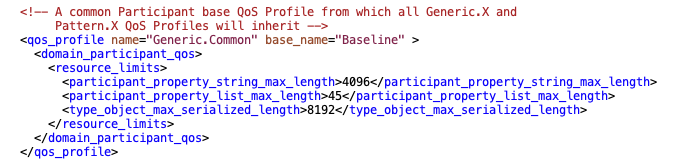 <!-- A common Participant base QoS Profile from which all Generic.X and
     Pattern.X QoS Profiles will inherit -->
<qos_profile name="Generic.Common" base_name="Baseline" >
  <domain_participant_qos>
    <resource_limits>
      <participant_property_string_max_length>4096</participant_property_string_max_length>
      <participant_property_list_max_length>45</participant_property_list_max_length>
      <type_object_max_serialized_length>8192</type_object_max_serialized_length>
    </resource_limits>
  </domain_participant_qos>
</qos_profile>